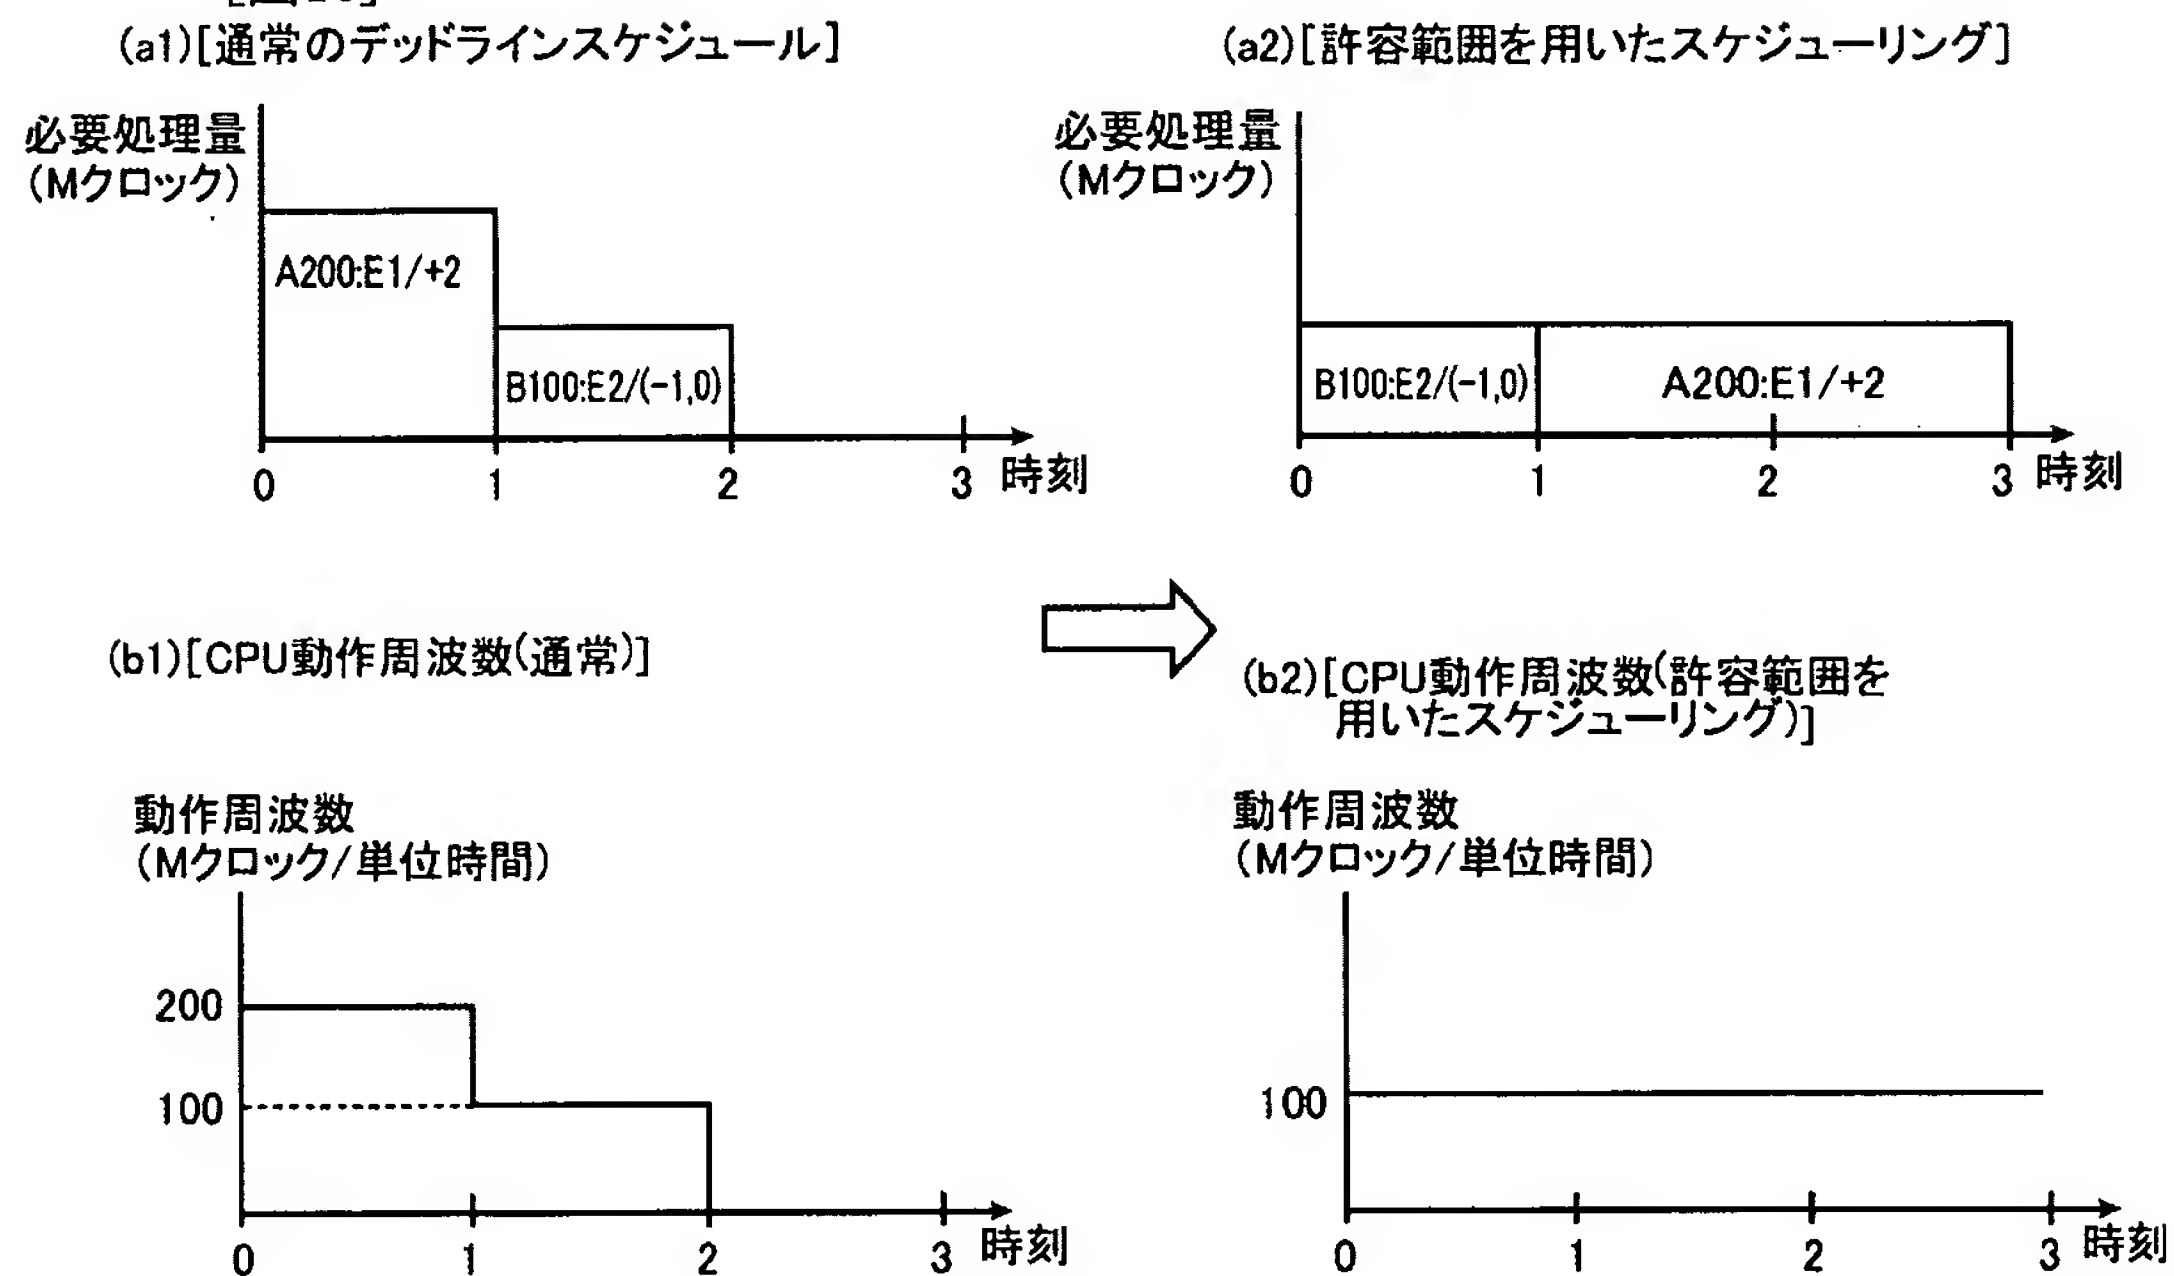 (a1)[通常のデッドラインスケジュール]
必要処理量
(Mクロック)
A200:E1/+2
B100:E2/(-1,0)
0
1
2
3
時刻
(a2)[許容範囲を用いたスケジューリング]
必要処理量
(Mクロック)
B100:E2/(-1,0)
A200:E1/+2
0
1
2
3
時刻
(b1)[CPU動作周波数(通常)]
動作周波数
(Mクロック/単位時間)
200
100
0
1
2
3
時刻
(b2)[CPU動作周波数(許容範囲を
用いたスケジューリング)]
動作周波数
(Mクロック/単位時間)
100
0
1
2
3
時刻